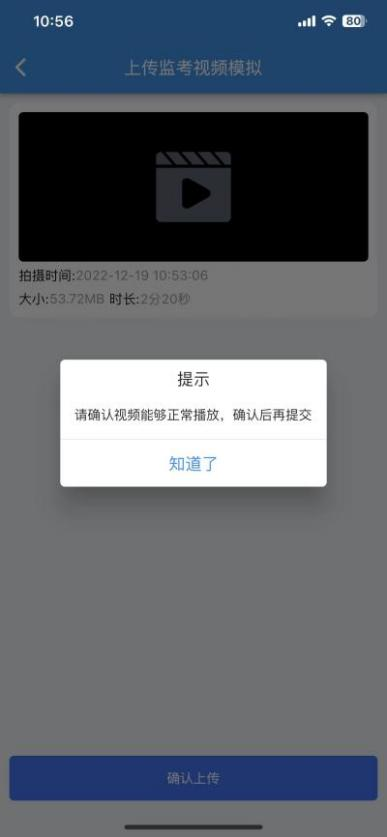 10:56
80
上传监考视频模拟
拍摄时间:2022-12-19 10:53:06
大小:53.72MB 时长:2分20秒
提示
请确认视频能够正常播放，确认后再提交
知道了
确认上传